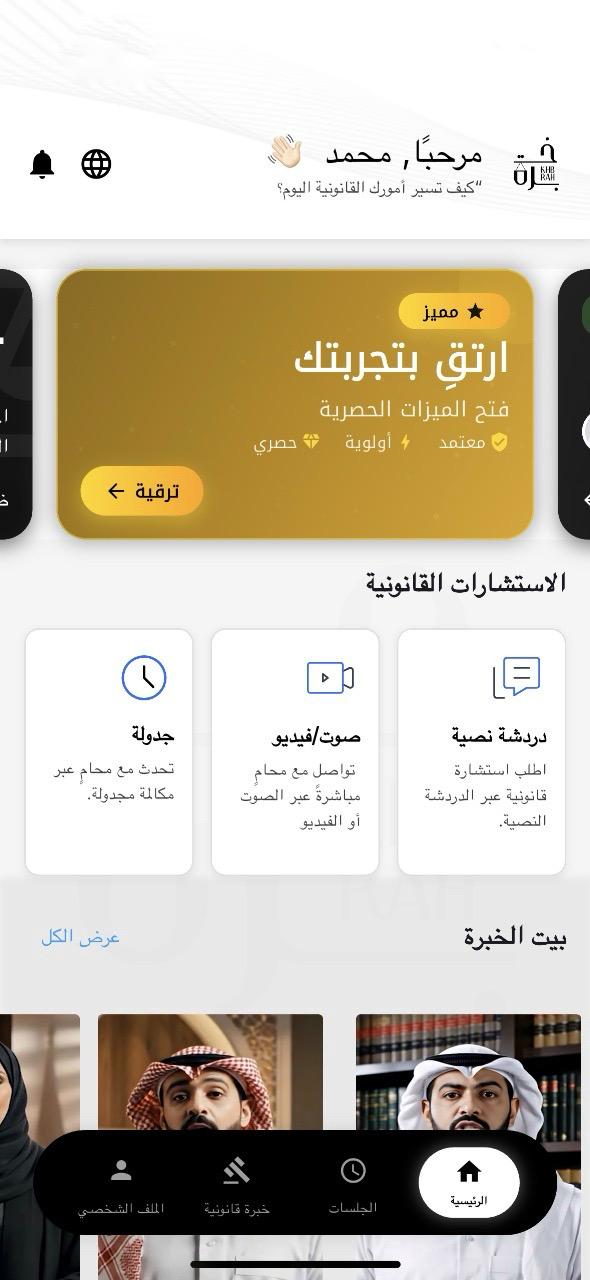 خبرة
KHB
RAH
مرحبًا, محمد 👋🏻
“كيف تسير أمورك القانونية اليوم؟
مميز
ارتقِ بتجربتك
فتح الميزات الحصرية
معتمد أولوية حصري
ترقية ←
الاستشارات القانونية
دردشة نصية
اطلب استشارة
قانونية عبر الدردشة
النصية.
صوت/فيديو
تواصل مع محامٍ
مباشرةً عبر الصوت
أو الفيديو
جدولة
تحدث مع محامٍ عبر
مكالمة مجدولة.
بيت الخبرة
عرض الكل
الرئيسية
الجلسات
خبرة قانونية
الملف الشخصي